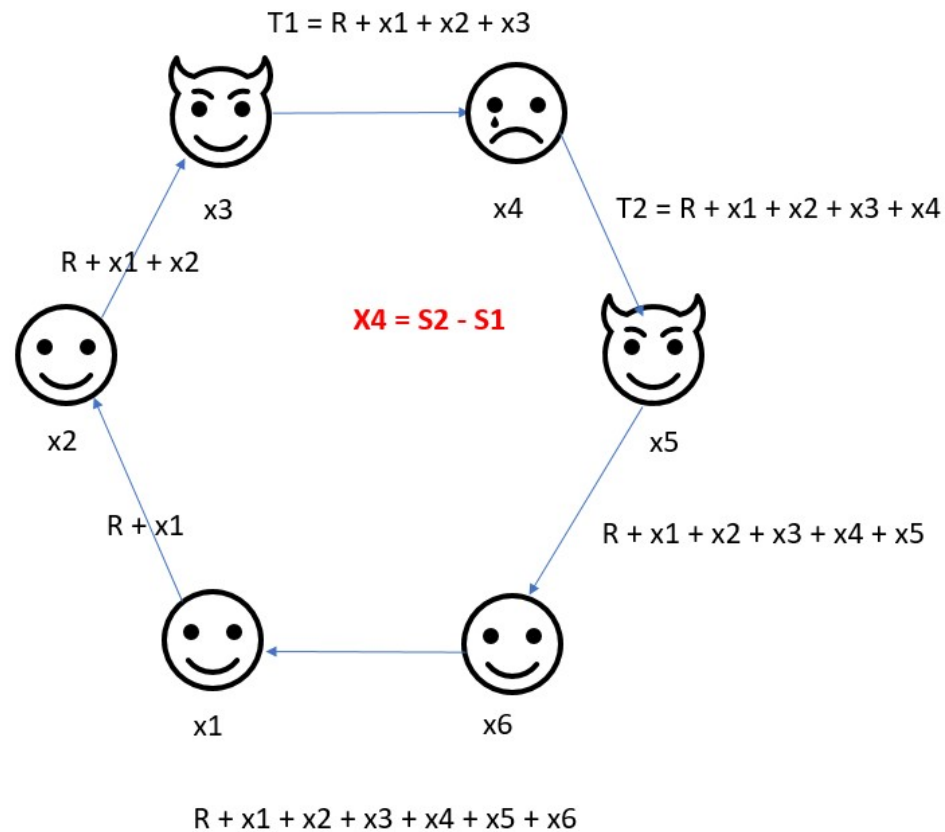 T1 = R + x1 + x2 + x3
x3
x4
T2 = R + x1 + x2 + x3 + x4
R + x1 + x2
X4 = S2 - S1
x2
x5
R + x1
R + x1 + x2 + x3 + x4 + x5
x1
x6
R + x1 + x2 + x3 + x4 + x5 + x6